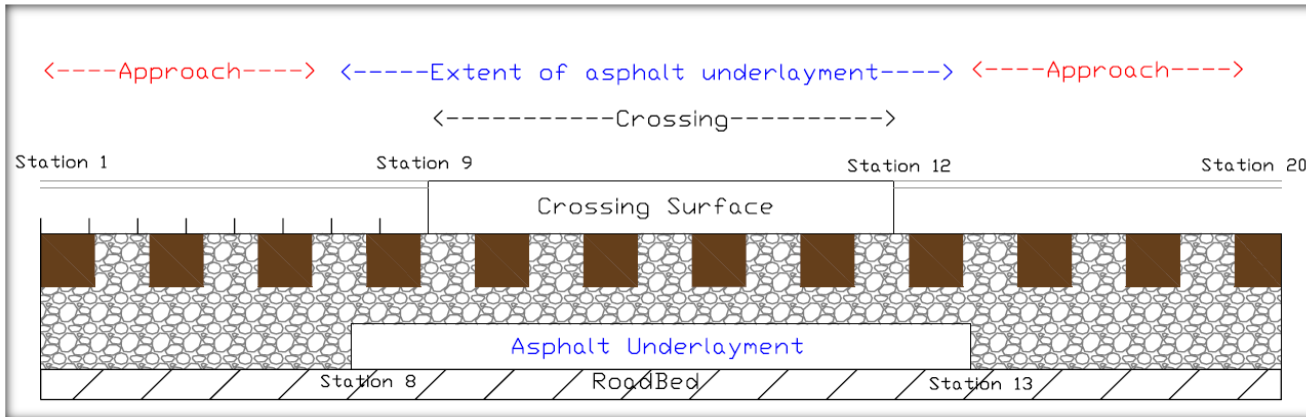 <----Approach---->
<-----Extent of asphalt underlayment---->
<----Approach---->
<-----------Crossing---------->
Station 1
Station 9
Station 12
Station 20
Crossing Surface
Asphalt Underlayment
Station 8
RoadBed
Station 13